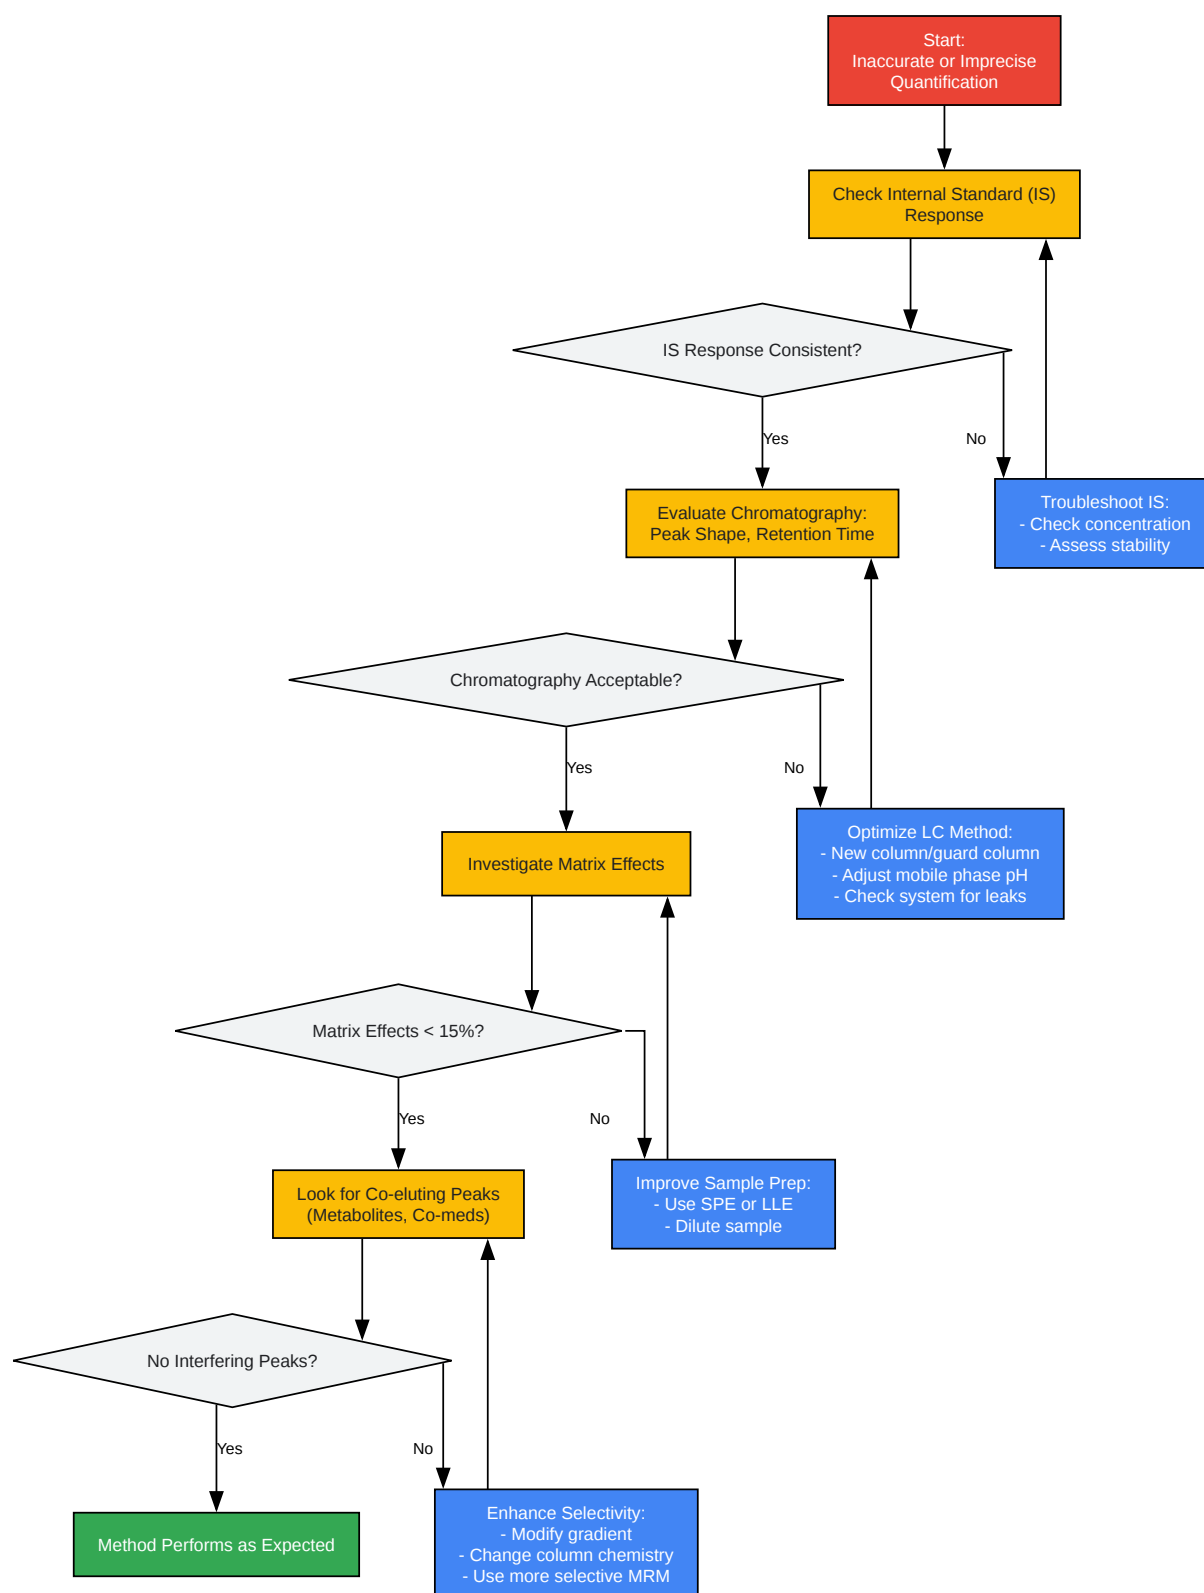 Start:
Inaccurate or Imprecise
Quantification
Check Internal Standard (IS)
Response
IS Response Consistent?
Yes
No
Troubleshoot IS:
- Check concentration
- Assess stability
Evaluate Chromatography:
Peak Shape, Retention Time
Chromatography Acceptable?
Yes
No
Optimize LC Method:
- New column/guard column
- Adjust mobile phase pH
- Check system for leaks
Investigate Matrix Effects
Matrix Effects < 15%?
Yes
No
Improve Sample Prep:
- Use SPE or LLE
- Dilute sample
Look for Co-eluting Peaks
(Metabolites, Co-meds)
No Interfering Peaks?
Yes
No
Enhance Selectivity:
- Modify gradient
- Change column chemistry
- Use more selective MRM
Method Performs as Expected